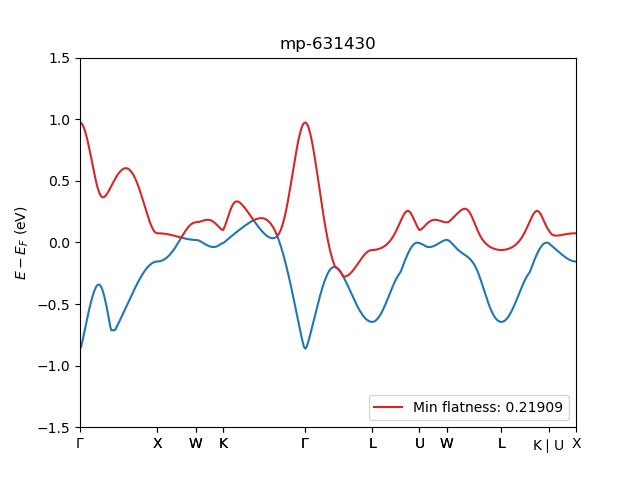 mp-631430
1.5
1.0
0.5
0.0
−0.5
−1.0
−1.5
E − E_F (eV)
Min flatness: 0.21909
Γ X W K Γ L U W L K | U X